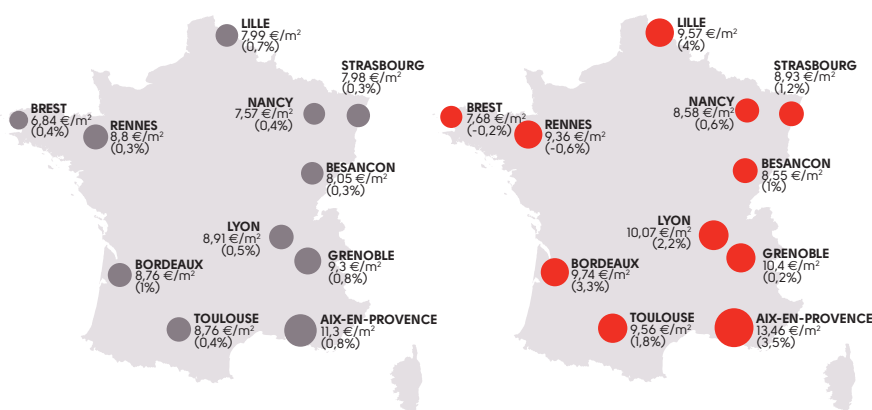 LILLE
7,99 €/m²
(0,7%)
STRASBOURG
7,98 €/m²
(0,3%)
BREST
6,84 €/m²
(0,4%)
RENNES
8,8 €/m²
(0,3%)
NANCY
7,57 €/m²
(0,4%)
BESANCON
8,05 €/m²
(0,3%)
LYON
8,91 €/m²
(0,5%)
GRENOBLE
9,3 €/m²
(0,8%)
BORDEAUX
8,76 €/m²
(1%)
TOULOUSE
8,76 €/m²
(0,4%)
AIX-EN-PROVENCE
11,3 €/m²
(0,8%)
LILLE
9,57 €/m²
(4%)
STRASBOURG
8,93 €/m²
(1,2%)
BREST
7,68 €/m²
(-0,2%)
RENNES
9,36 €/m²
(-0,6%)
NANCY
8,58 €/m²
(0,6%)
BESANCON
8,55 €/m²
(1%)
LYON
10,07 €/m²
(2,2%)
GRENOBLE
10,4 €/m²
(0,2%)
BORDEAUX
9,74 €/m²
(3,3%)
TOULOUSE
9,56 €/m²
(1,8%)
AIX-EN-PROVENCE
13,46 €/m²
(3,5%)